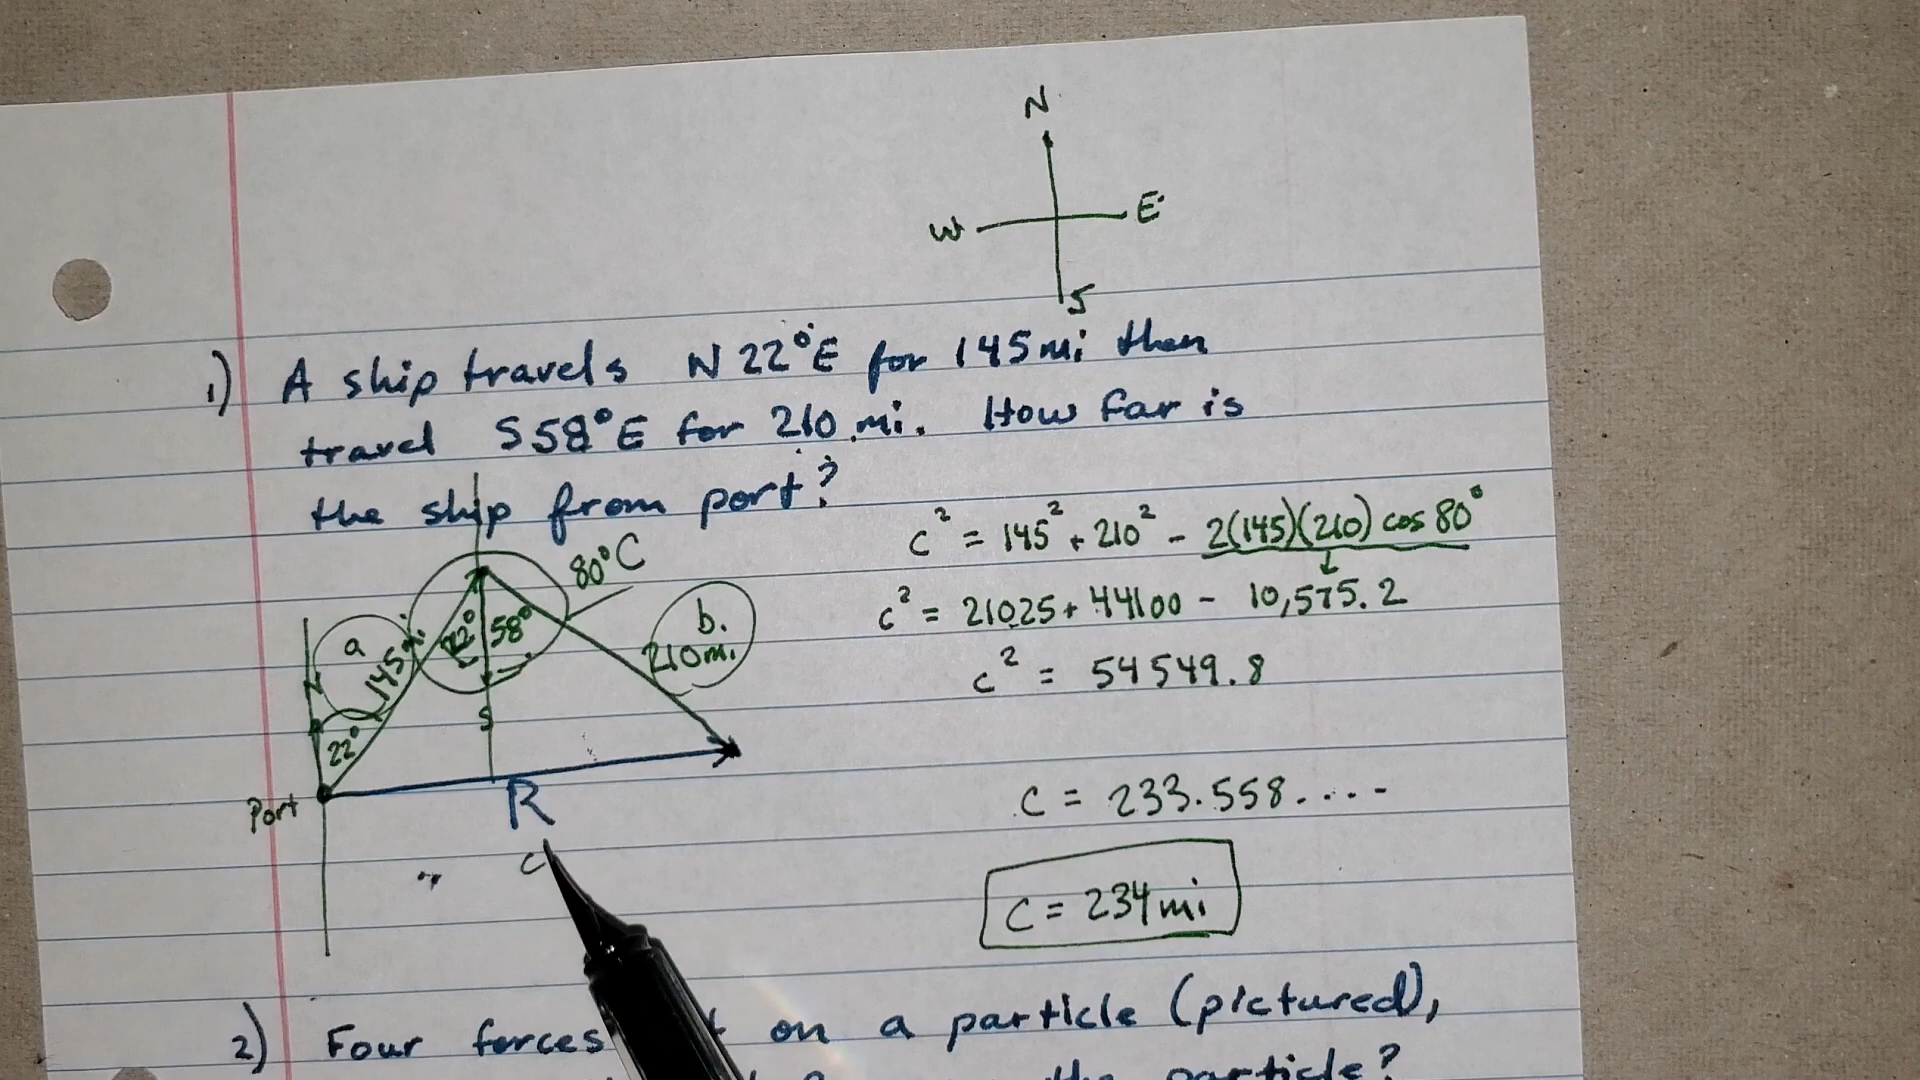 N
W E
S
1) A ship travels N 22°E for 145 mi then
travel S 58°E for 210 mi. How far is
the ship from port?
80° C
a
145 mi
22° 58°
b.
210 mi.
S
22°
Port
R
c
c² = 145² + 210² - 2(145)(210) cos 80°
c² = 21025 + 44100 - 10,575.2
c² = 54549.8
c = 233.558....
c = 234 mi
2) Four forces on a particle (pictured),
the particle?